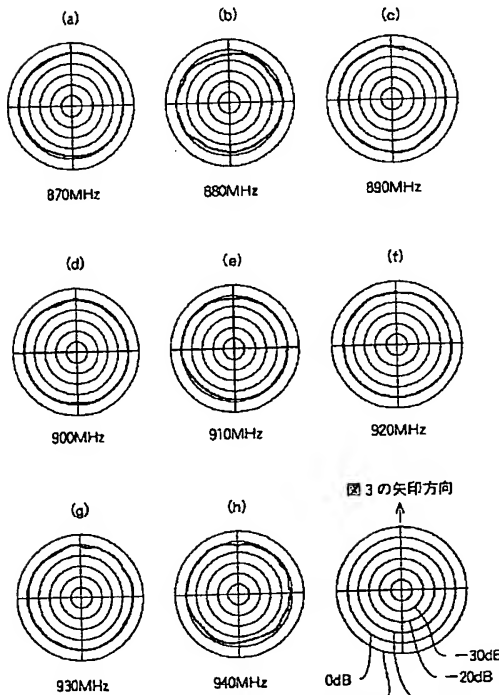 (a)
(b)
(c)
870MHz
880MHz
890MHz
(d)
(e)
(f)
900MHz
910MHz
920MHz
図3の矢印方向
(g)
(h)
930MHz
940MHz
0dB
-20dB
-30dB